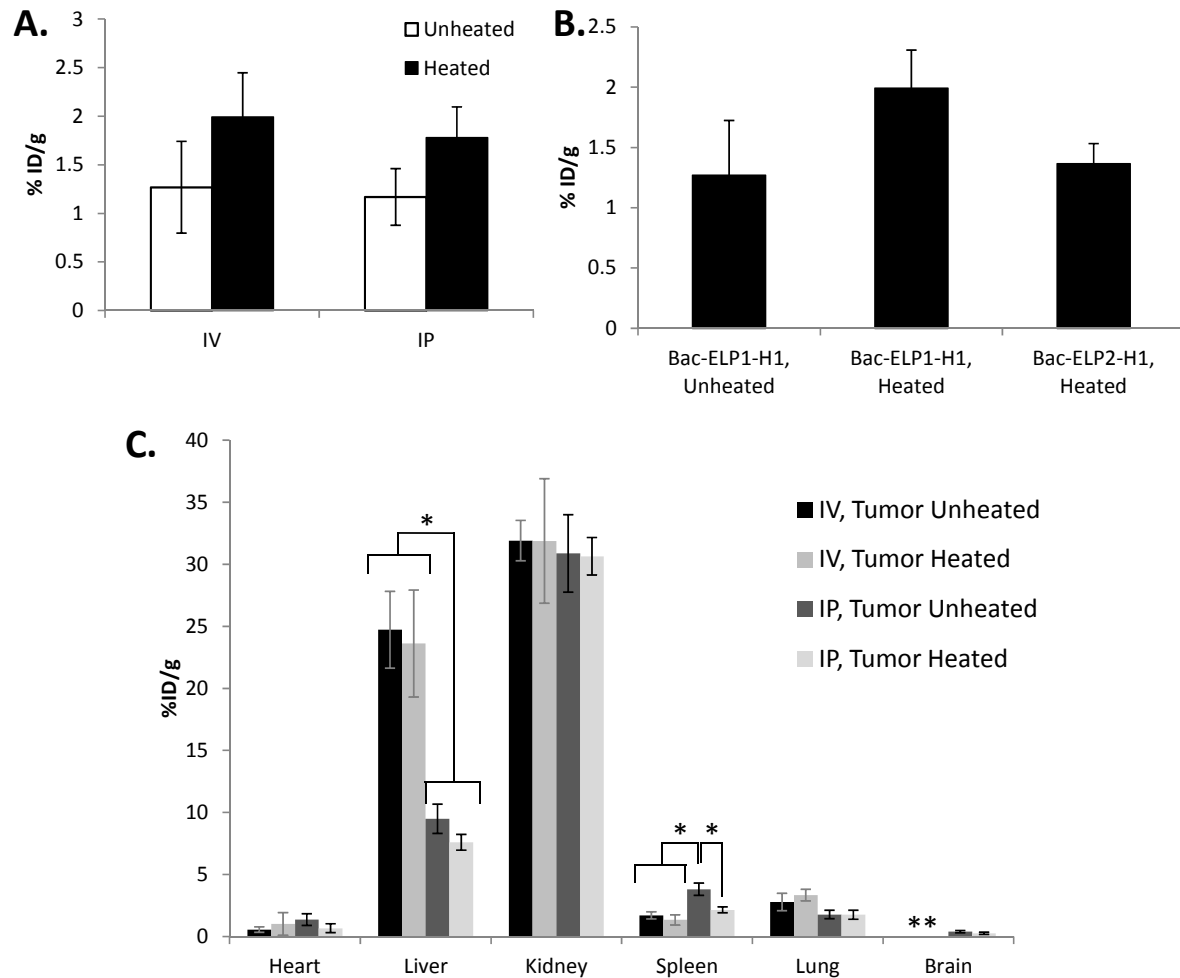 A.
Unheated
Heated
3
2.5
2
1.5
1
0.5
0
% ID/g
IV
IP
B.
2.5
2
1.5
1
0.5
0
% ID/g
Bac-ELP1-H1,
Unheated
Bac-ELP1-H1,
Heated
Bac-ELP2-H1,
Heated
C.
40
35
30
25
20
15
10
5
0
%ID/g
*
*
*
**
IV, Tumor Unheated
IV, Tumor Heated
IP, Tumor Unheated
IP, Tumor Heated
Heart
Liver
Kidney
Spleen
Lung
Brain